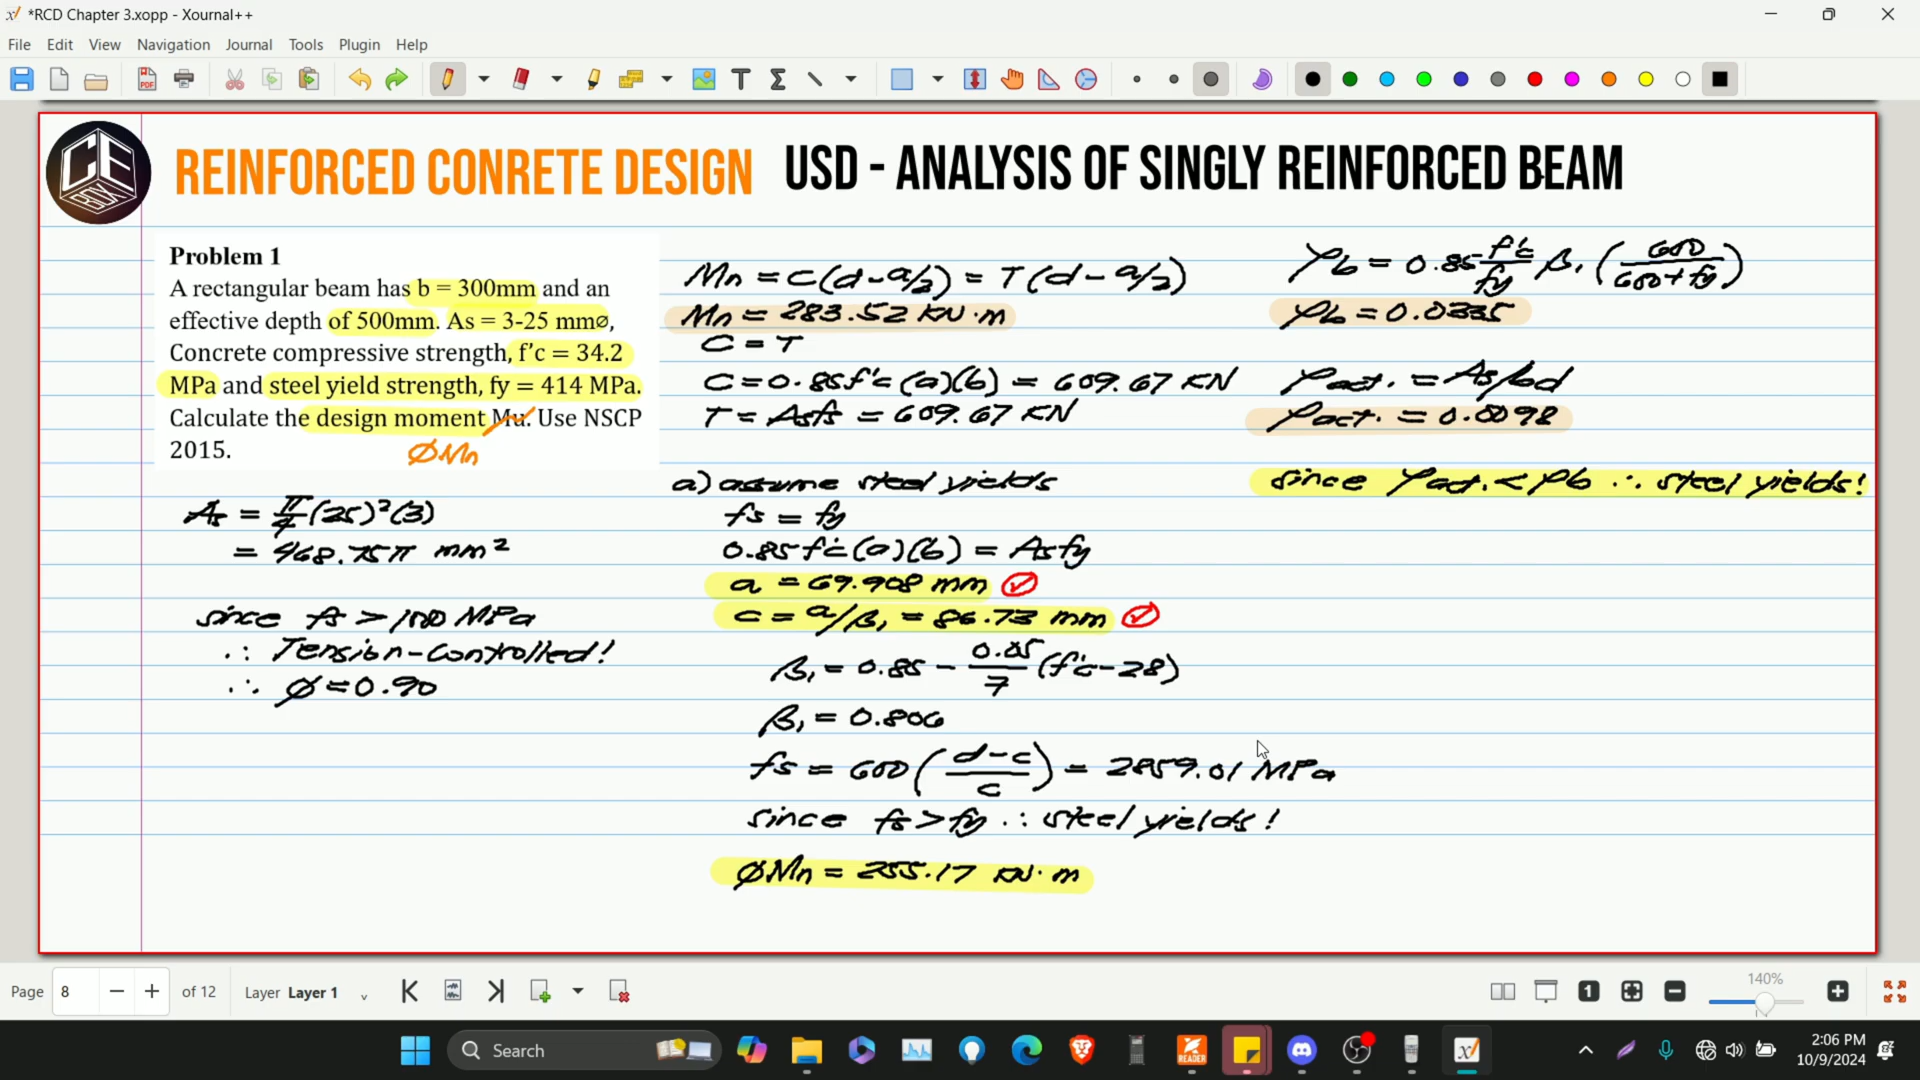 *RCD Chapter 3.xopp - Xournal++
File Edit View Navigation Journal Tools Plugin Help
CE
BOY
REINFORCED CONRETE DESIGN USD - ANALYSIS OF SINGLY REINFORCED BEAM
Problem 1
A rectangular beam has b = 300mm and an
effective depth of 500mm. As = 3-25 mmø,
Concrete compressive strength, f'c = 34.2
MPa and steel yield strength, fy = 414 MPa.
Calculate the design moment Mu. Use NSCP
2015.
ØMn
As = π/4 (25)²(3)
= 468.75π mm²
since fs > 1000 MPa
∴ Tension-controlled!
∴ Ø = 0.90
Mn = C(d-a/2) = T(d-a/2)
Mn = 283.52 KN·m
C = T
C = 0.85f'c(a)(b) = 609.67 KN
T = Asfs = 609.67 KN
a) assume steel yields
fs = fy
0.85f'c(a)(b) = Asfy
a = 69.908 mm
c = a/β1 = 86.73 mm
β1 = 0.85 - 0.05/7 (f'c-28)
β1 = 0.806
fs = 600 (d-c/c) = 2859.01 MPa
since fs > fy ∴ steel yields!
ØMn = 255.17 KN·m
ρb = 0.85 f'c/fy β1 (600/600+fy)
ρb = 0.0335
ρact. = As/bd
ρact. = 0.0098
since ρact. < ρb ∴ steel yields!
Page 8 of 12 Layer Layer 1 140%
Search
READER
2:06 PM
10/9/2024